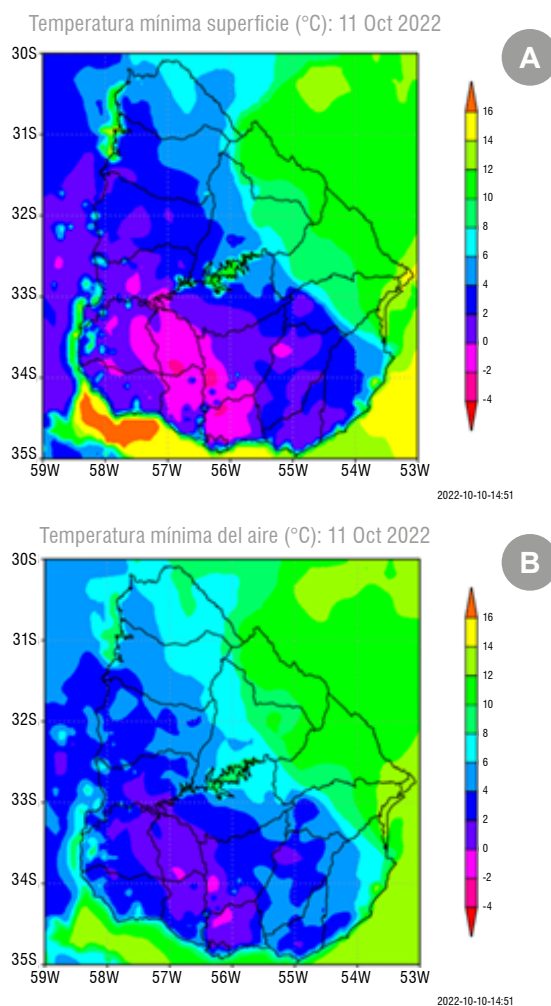 Temperatura mínima superficie (°C): 11 Oct 2022
A
30S
31S
32S
33S
34S
35S
59W 58W 57W 56W 55W 54W 53W
16
14
12
10
8
6
4
2
0
-2
-4
2022-10-10-14:51
Temperatura mínima del aire (°C): 11 Oct 2022
B
30S
31S
32S
33S
34S
35S
59W 58W 57W 56W 55W 54W 53W
16
14
12
10
8
6
4
2
0
-2
-4
2022-10-10-14:51